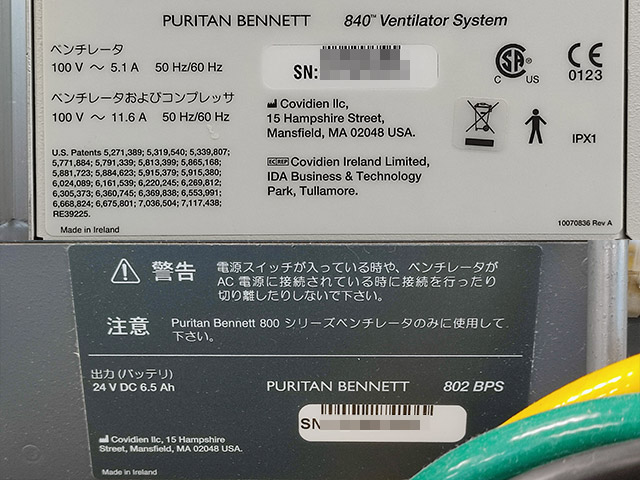 PURITAN BENNETT 840™ Ventilator System
ベンチレータ
100 V ～ 5.1 A 50 Hz/60 Hz
SN:
ベンチレータおよびコンプレッサ
100 V ～ 11.6 A 50 Hz/60 Hz
CSA
C US
CE
0123
Covidien llc,
15 Hampshire Street,
Mansfield, MA 02048 USA.
IPX1
U.S. Patents 5,271,389; 5,319,540; 5,339,807;
5,771,884; 5,791,339; 5,813,399; 5,865,168;
5,881,723; 5,884,623; 5,915,379; 5,915,380;
6,024,089; 6,161,539; 6,220,245; 6,269,812;
6,305,373; 6,360,745; 6,369,838; 6,553,991;
6,668,824; 6,675,801; 7,036,504; 7,117,438;
RE39225.
EC REP Covidien Ireland Limited,
IDA Business & Technology
Park, Tullamore.
Made in Ireland
10070836 Rev A
警告 電源スイッチが入っている時や、ベンチレータが
AC 電源に接続されている時に接続を行ったり
切り離したりしないで下さい。
注意 Puritan Bennett 800 シリーズベンチレータのみに使用して
下さい。
出力 (バッテリ)
24 V DC 6.5 Ah
PURITAN BENNETT 802 BPS
SN
Covidien llc, 15 Hampshire
Street, Mansfield, MA 02048 USA.
Made in Ireland